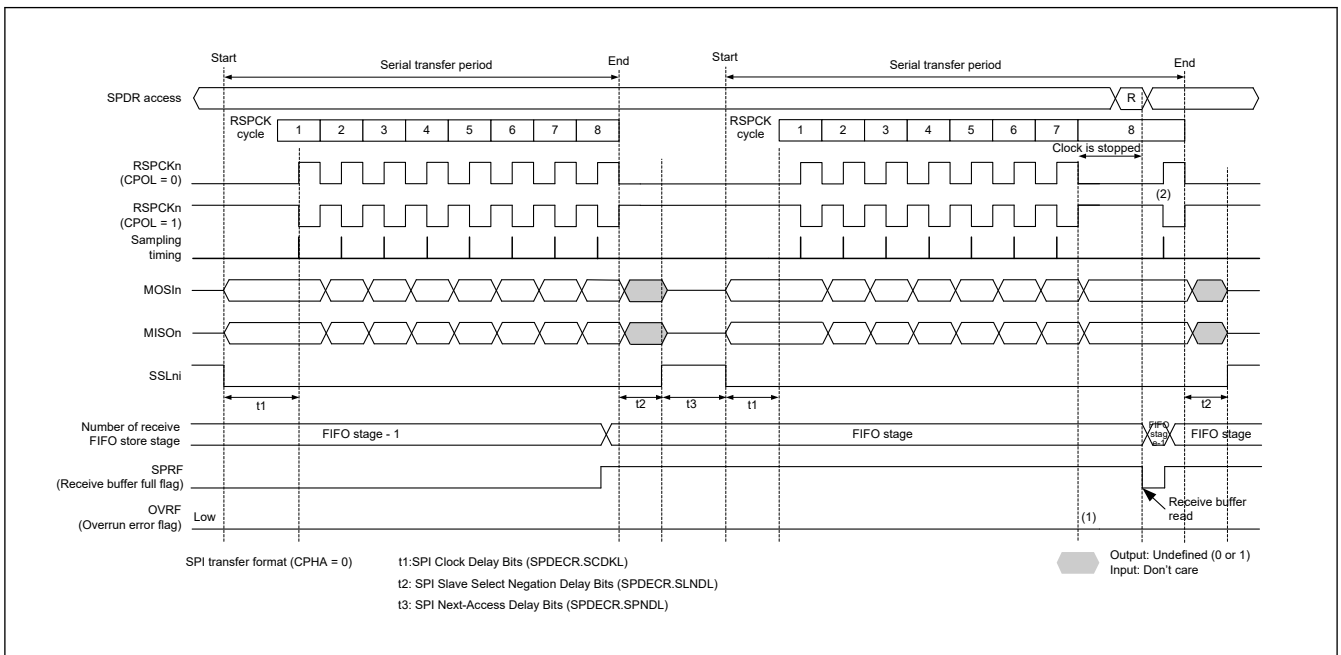 Start
Serial transfer period
End
Start
Serial transfer period
End
SPDR access
R
RSPCK
cycle
1 2 3 4 5 6 7 8
RSPCK
cycle
1 2 3 4 5 6 7 8
Clock is stopped
RSPCKn
(CPOL = 0)
(2)
RSPCKn
(CPOL = 1)
Sampling
timing
MOSIn
MISOn
SSLni
t1
t2
t3
t1
t2
Number of receive
FIFO store stage
FIFO stage - 1
FIFO stage
FIFO
stag
e-1
FIFO stage
SPRF
(Receive buffer full flag)
Receive buffer
read
OVRF
(Overrun error flag)
Low
(1)
SPI transfer format (CPHA = 0)
t1:SPI Clock Delay Bits (SPDECR.SCDKL)
t2: SPI Slave Select Negation Delay Bits (SPDECR.SLNDL)
t3: SPI Next-Access Delay Bits (SPDECR.SPNDL)
Output: Undefined (0 or 1)
Input: Don't care